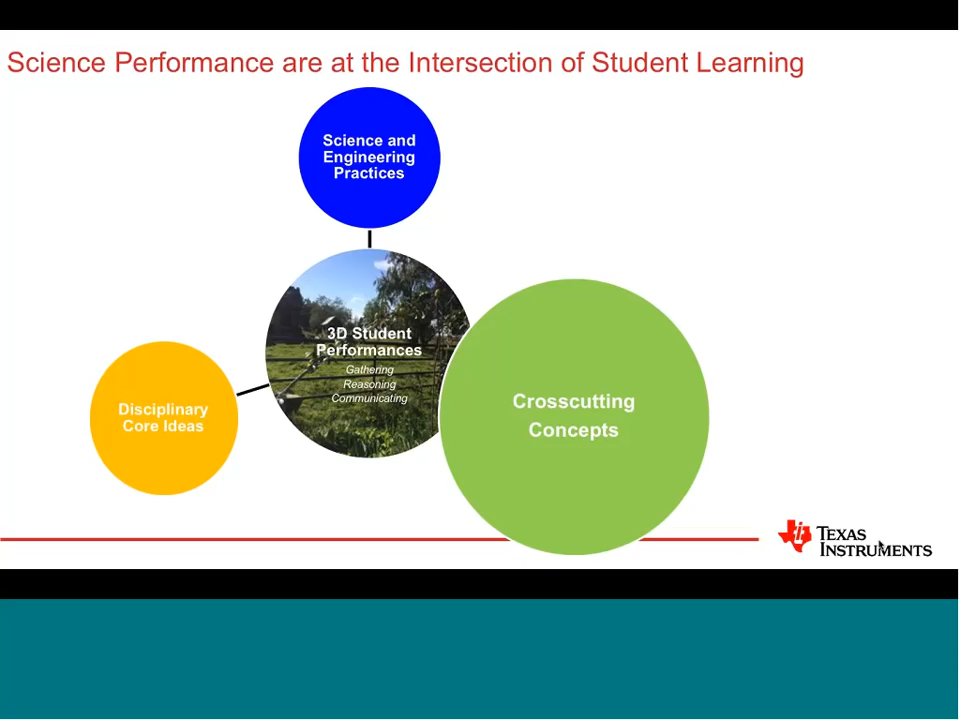 Science Performance are at the Intersection of Student Learning
Science and
Engineering
Practices
3D Student
Performances
Gathering
Reasoning
Communicating
Disciplinary
Core Ideas
Crosscutting
Concepts
TEXAS
INSTRUMENTS